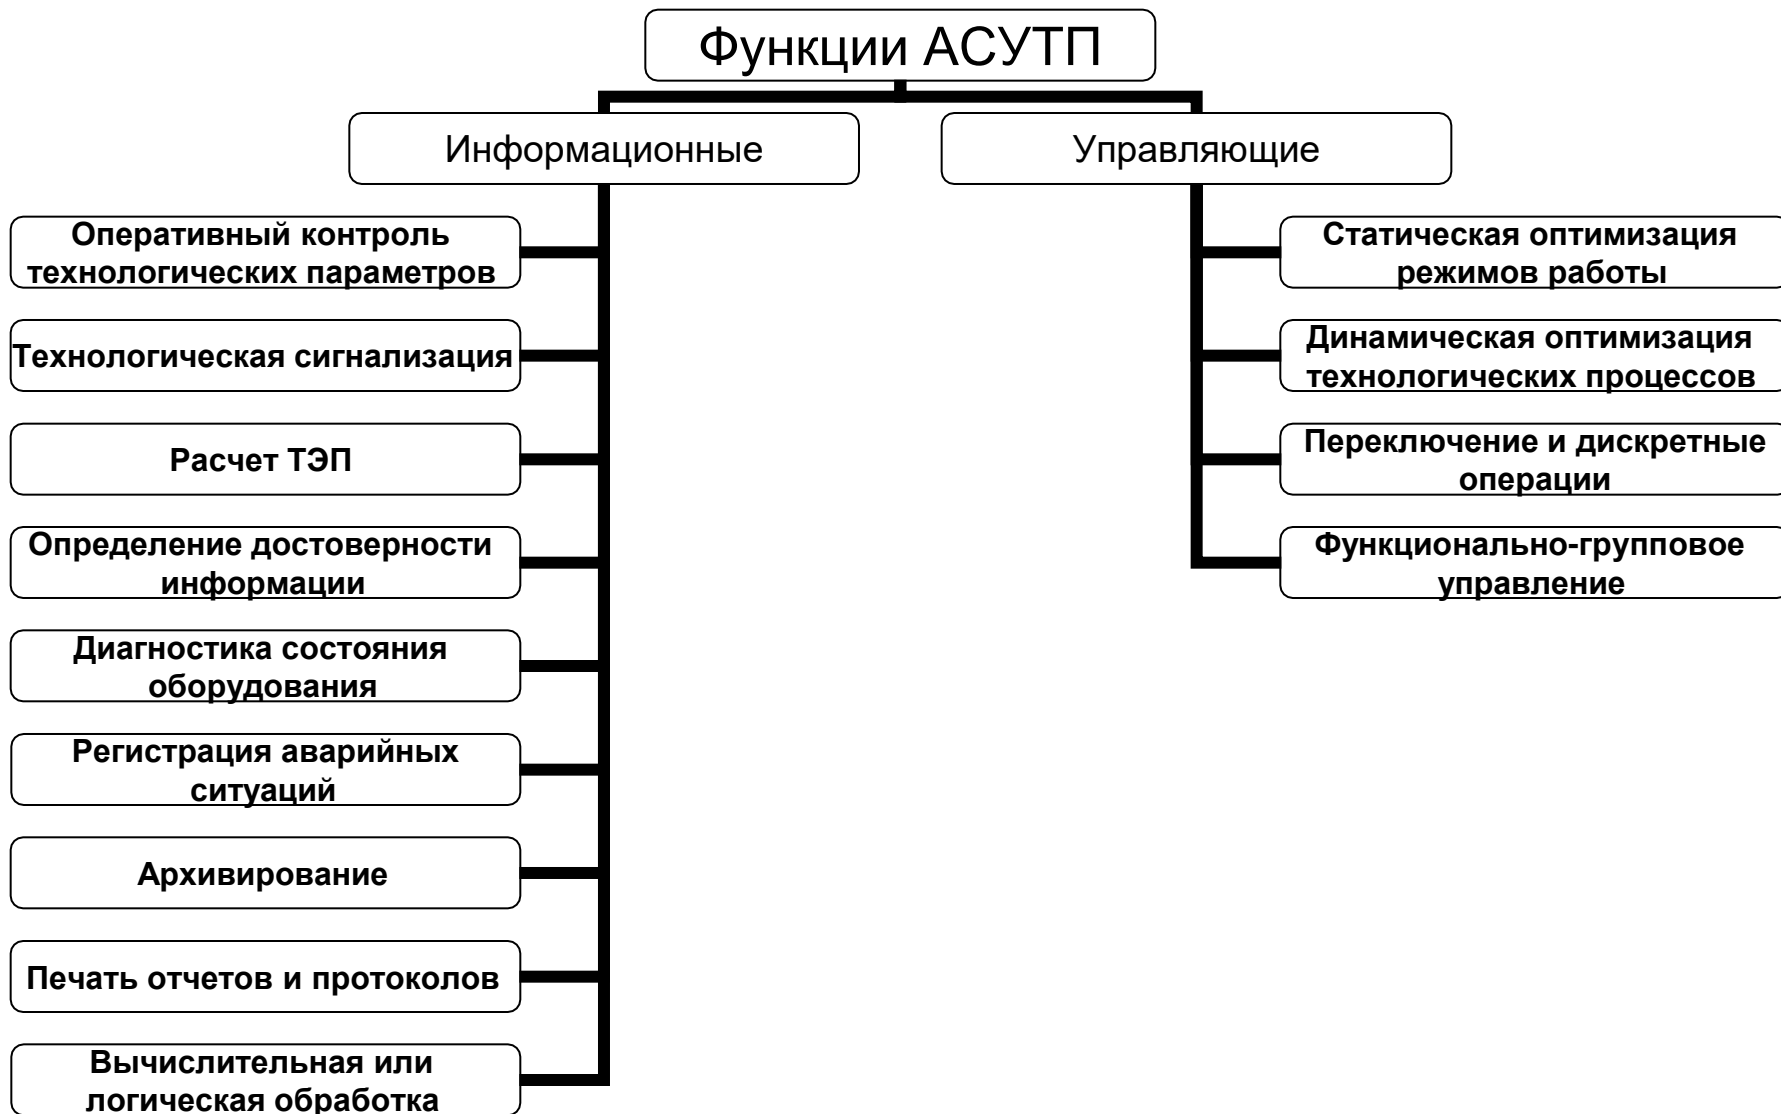 Функции АСУТП
Информационные
Управляющие
Оперативный контроль
технологических параметров
Технологическая сигнализация
Расчет ТЭП
Определение достоверности
информации
Диагностика состояния
оборудования
Регистрация аварийных
ситуаций
Архивирование
Печать отчетов и протоколов
Вычислительная или
логическая обработка
Статическая оптимизация
режимов работы
Динамическая оптимизация
технологических процессов
Переключение и дискретные
операции
Функционально-групповое
управление